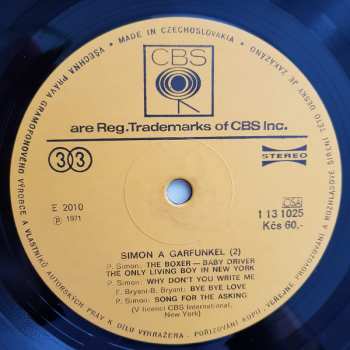 MADE IN CZECHOSLOVAKIA • VŠECHNA PRÁVA GRAMOFONOVÉHO VÝROBCE A VLASTNÍKŮ AUTORSKÝCH PRÁV K DÍLU VYHRAŽENA. - POŘIZOVÁNÍ KOPIÍ - VEŘEJNÉ PROVOZOVÁNÍ A ROZHLASOVÉ ŠÍŘENÍ TÉTO DESKY JE ZAKÁZÁNO •
CBS
are Reg. Trademarks of CBS Inc.
33
STEREO
E 2010
Ⓟ 1971
ČSR
1 13 1025
Kčs 60.-
SIMON A GARFUNKEL (2)
P. Simon: THE BOXER — BABY DRIVER
THE ONLY LIVING BOY IN NEW YORK
P. Simon: WHY DON'T YOU WRITE ME
F. Bryant-B. Bryant: BYE BYE LOVE
P. Simon: SONG FOR THE ASKING
(V licenci CBS International,
New York)